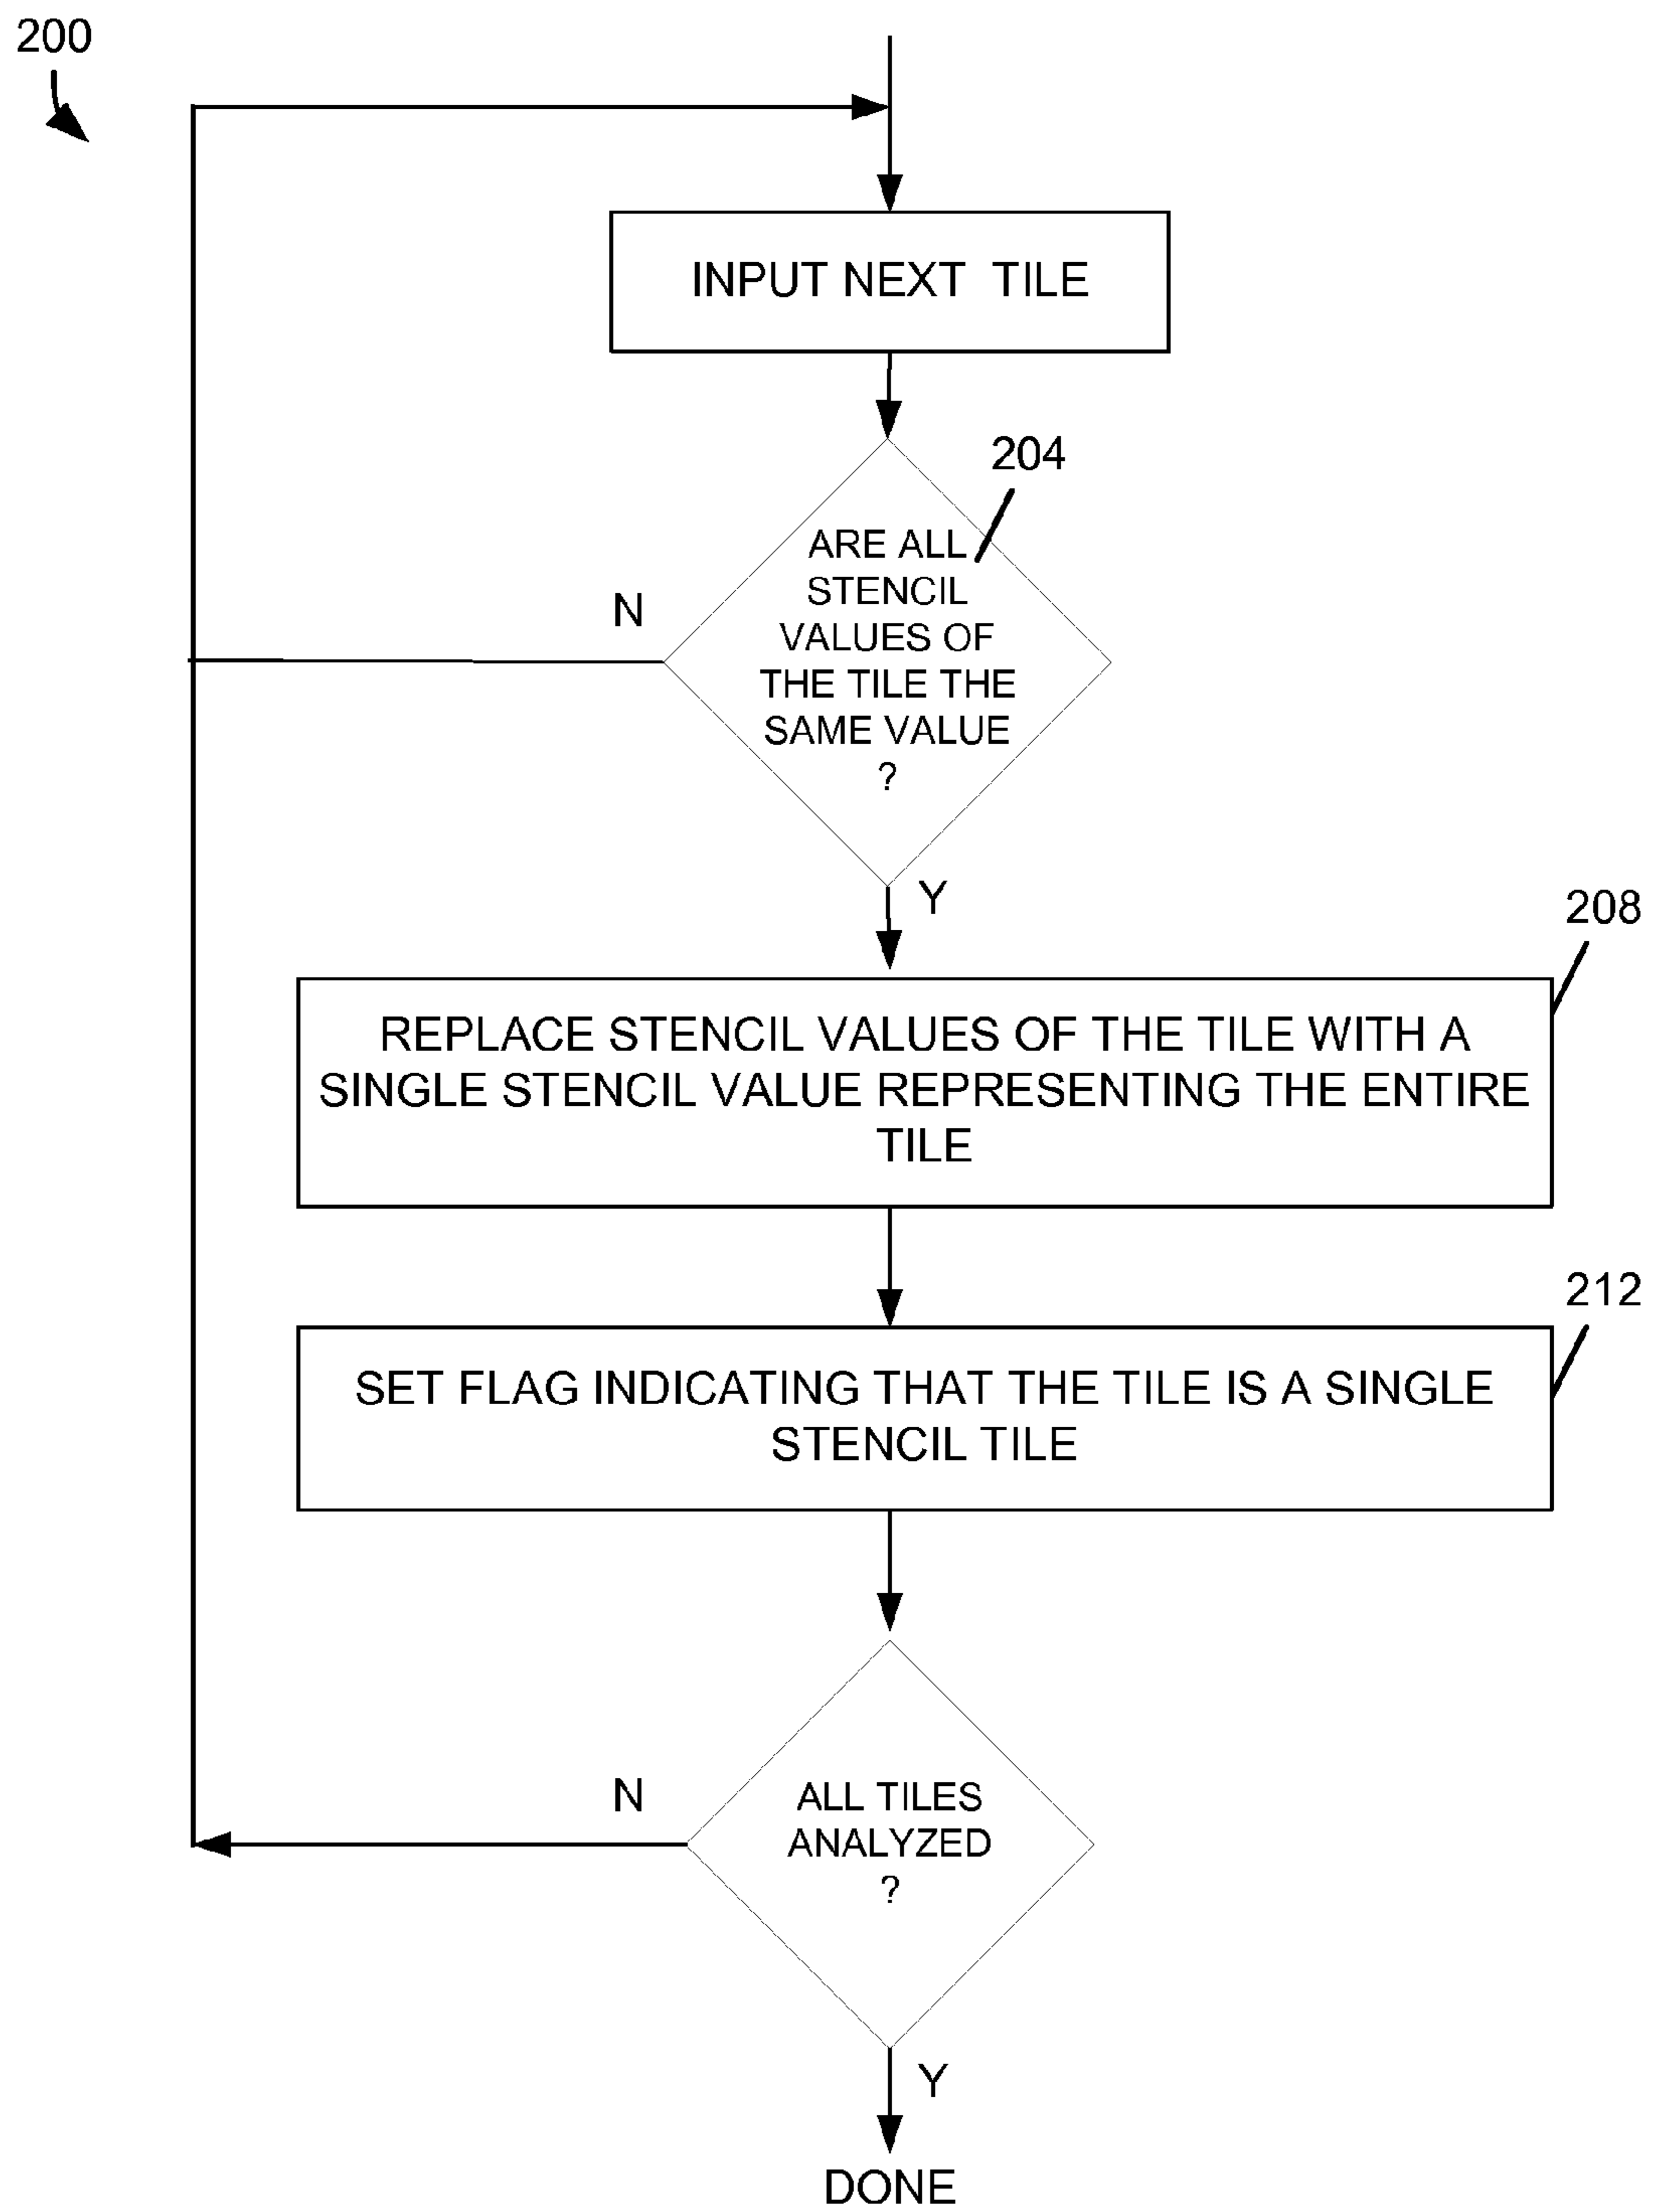 200
INPUT NEXT TILE
204
ARE ALL
STENCIL
VALUES OF
THE TILE THE
SAME VALUE
?
N
Y
208
REPLACE STENCIL VALUES OF THE TILE WITH A
SINGLE STENCIL VALUE REPRESENTING THE ENTIRE
TILE
212
SET FLAG INDICATING THAT THE TILE IS A SINGLE
STENCIL TILE
N
ALL TILES
ANALYZED
?
Y
DONE